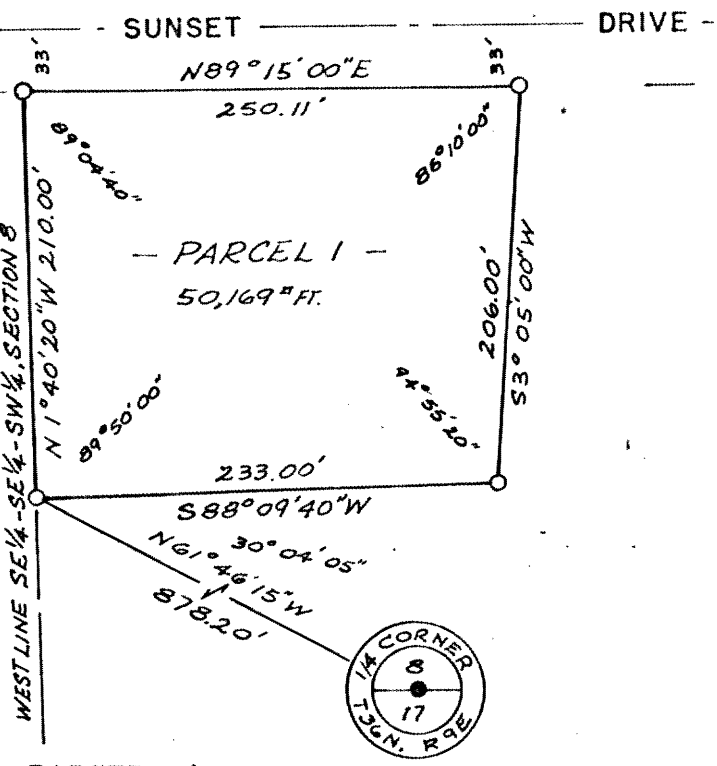 SUNSET DRIVE
33' 33'
N89°15'00"E
250.11'
89°04'40"
86°10'00"
WEST LINE SE¼-SE¼-SW¼, SECTION 8
N 1°40'20"W 210.00'
- PARCEL 1 -
50,169 □' FT.
206.00'
S3°05'00"W
89°50'00"
94°55'20"
233.00'
S88°09'40"W
30°04'05"
N61°46'15"W
878.20'
1/4 CORNER
8
17
T36N. R9E